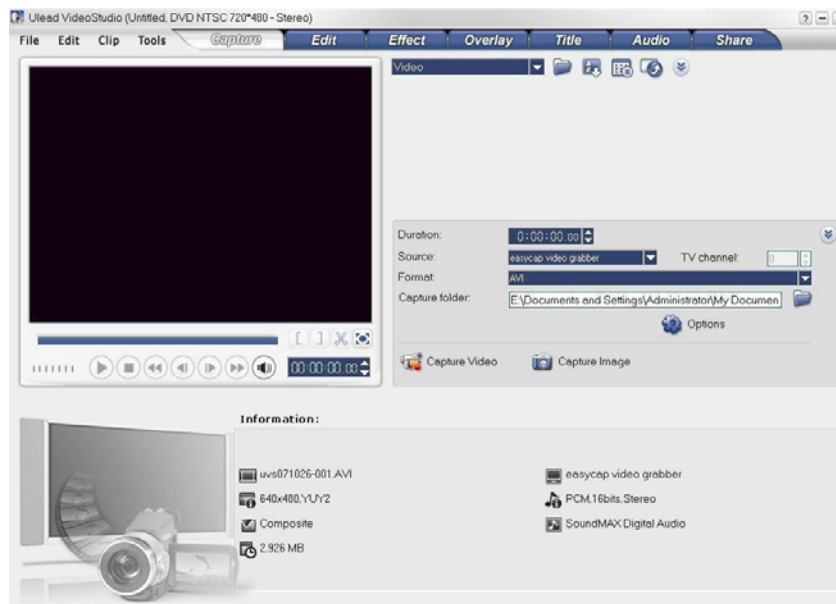 Ulead VideoStudio (Untitled, DVD NTSC 720*480 - Stereo)
File Edit Clip Tools Capture Edit Effect Overlay Title Audio Share
Video
Duration: 0:00:00.00
Source: easycap video grabber TV channel: 0
Format: AVI
Capture folder: E:\Documents and Settings\Administrator\My Documen
Options
00:00:00.00
Capture Video Capture Image
Information:
uvs071026-001.AVI easycap video grabber
640x480,YUY2 PCM,16bits,Stereo
Composite SoundMAX Digital Audio
2,926 MB